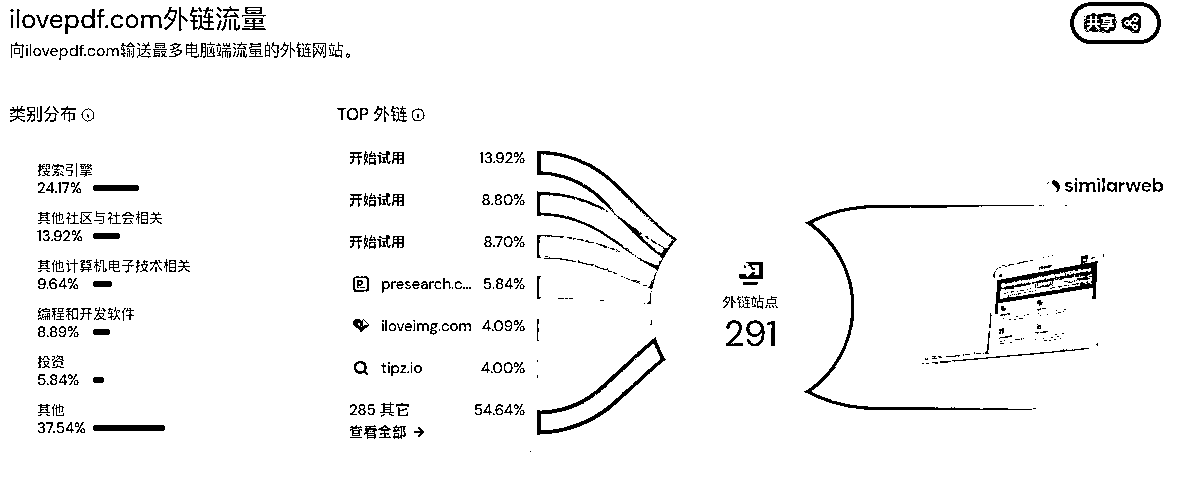 ilovepdf.com外链流量
共享
向ilovepdf.com输送最多电脑端流量的外链网站。
类别分布
TOP 外链
搜索引擎
24.17%
其他社区与社会相关
13.92%
其他计算机电子技术相关
9.64%
编程和开发软件
8.89%
投资
5.84%
其他
37.54%
开始试用 13.92%
开始试用 8.80%
开始试用 8.70%
presearch.c... 5.84%
iloveimg.com 4.09%
tipz.io 4.00%
285 其它 54.64%
查看全部 →
外链站点
291
similarweb